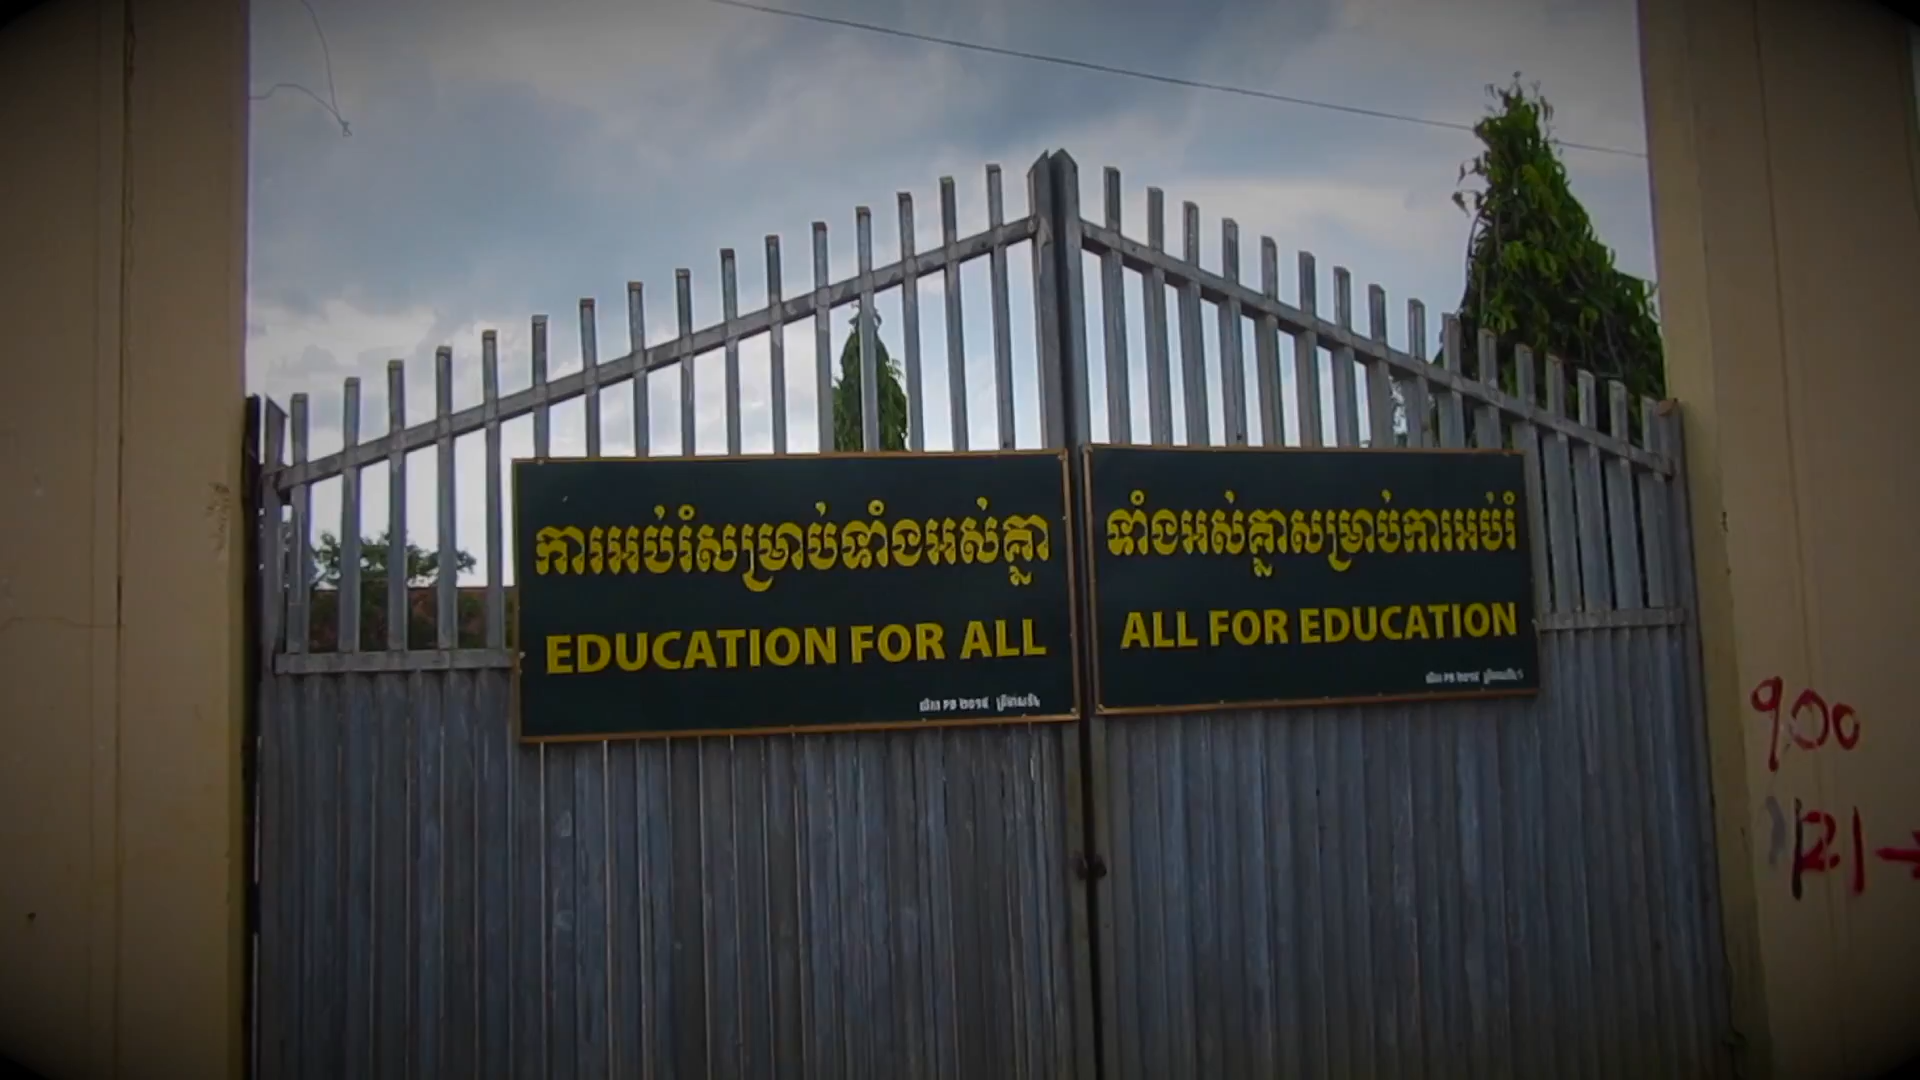 ការអប់រំសម្រាប់ទាំងអស់គ្នា
EDUCATION FOR ALL
ទាំងអស់គ្នាសម្រាប់ការអប់រំ
ALL FOR EDUCATION